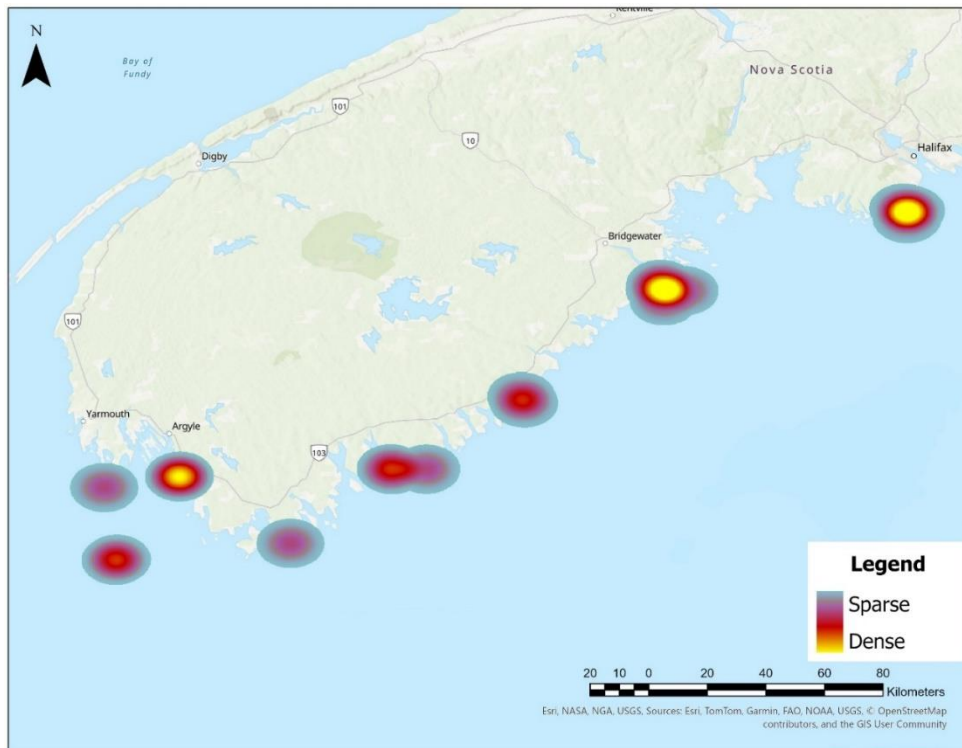 N
Bay of
Fundy
Kentville
Nova Scotia
101
10
Digby
Halifax
Bridgewater
101
Yarmouth
Argyle
103
Legend
Sparse
Dense
20 10 0 20 40 60 80
Kilometers
Esri, NASA, NGA, USGS, Sources: Esri, TomTom, Garmin, FAO, NOAA, USGS, © OpenStreetMap
contributors, and the GIS User Community